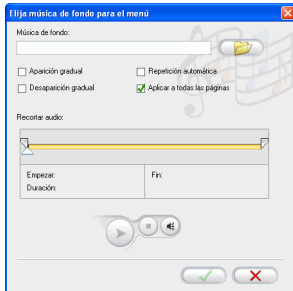 Elija música de fondo para el menú
Música de fondo:
Aparición gradual
Repetición automática
Desaparición gradual
Aplicar a todas las páginas
Recortar audio:
Empezar:
Fin:
Duración: